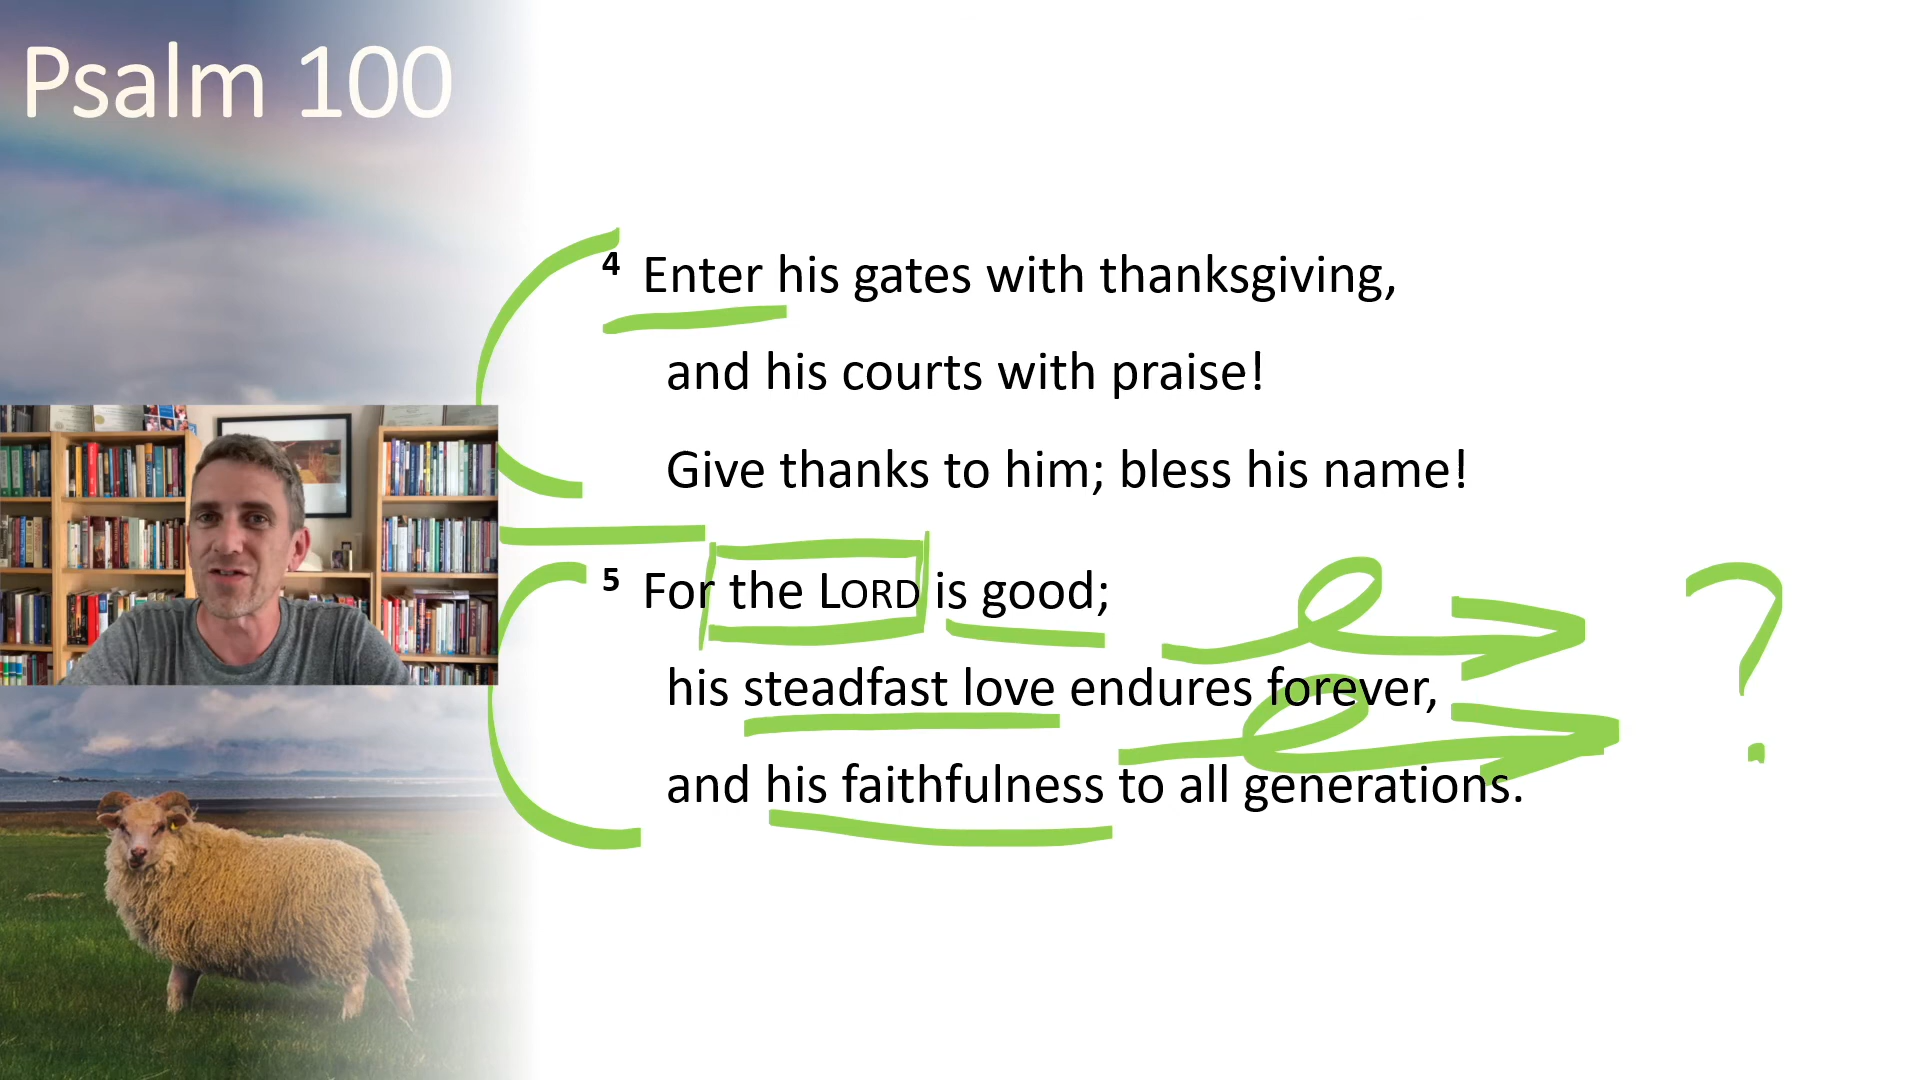 Psalm 100
4 Enter his gates with thanksgiving,
and his courts with praise!
Give thanks to him; bless his name!
5 For the LORD is good;
his steadfast love endures forever,
and his faithfulness to all generations.
?